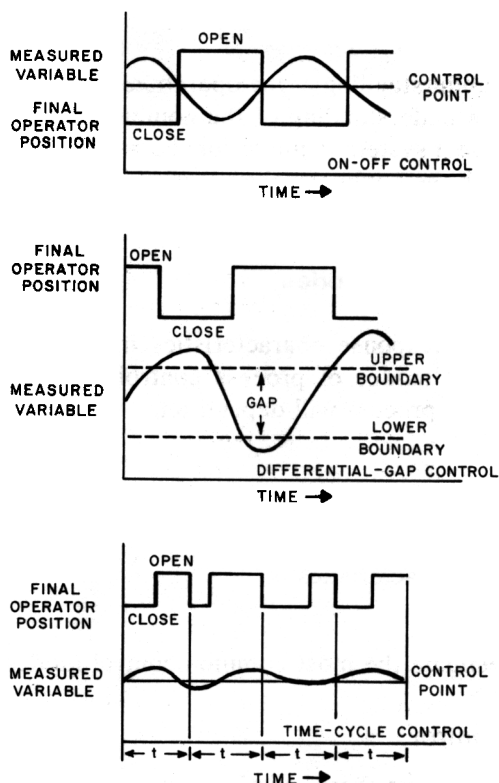 OPEN
MEASURED
VARIABLE
CONTROL
POINT
FINAL
OPERATOR
POSITION
CLOSE
ON-OFF CONTROL
TIME →
FINAL
OPERATOR
POSITION
OPEN
CLOSE
UPPER
BOUNDARY
MEASURED
VARIABLE
GAP
LOWER
BOUNDARY
DIFFERENTIAL-GAP CONTROL
TIME →
OPEN
FINAL
OPERATOR
POSITION
CLOSE
MEASURED
VARIABLE
CONTROL
POINT
TIME-CYCLE CONTROL
t t t t
TIME →